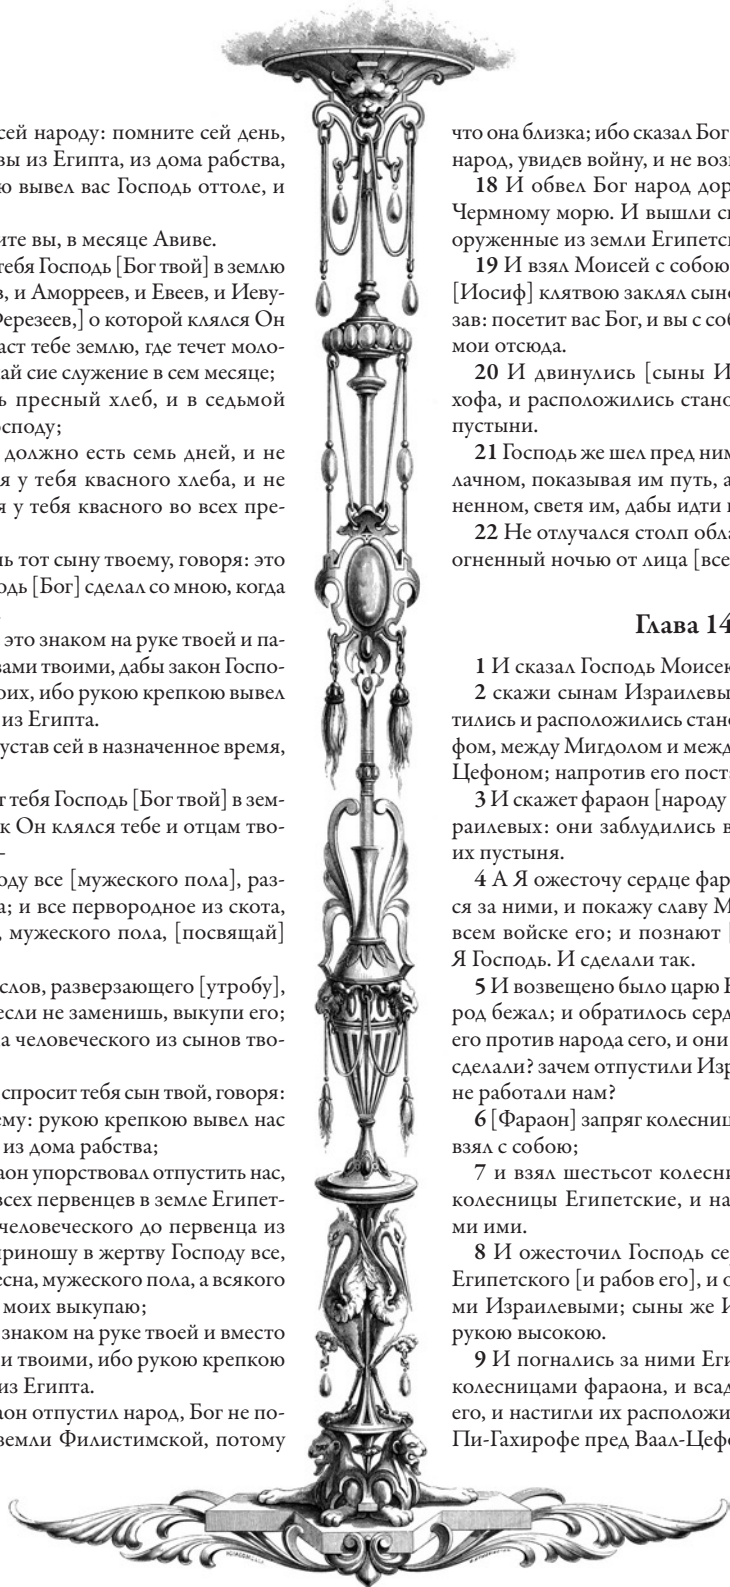 сей народу: помните сей день,
вы из Египта, из дома рабства,
ю вывел вас Господь оттоле, и
ите вы, в месяце Авиве.
тебя Господь [Бог твой] в землю
в, и Аморреев, и Евеев, и Иеву-
Ферезеев,] о которой клялся Он
аст тебе землю, где течет моло-
ай сие служение в сем месяце;
ь пресный хлеб, и в седьмой
осподу;
должно есть семь дней, и не
я у тебя квасного хлеба, и не
я у тебя квасного во всех пре-
нь тот сыну твоему, говоря: это
одь [Бог] сделал со мною, когда
это знаком на руке твоей и па-
зами твоими, дабы закон Госпо-
оих, ибо рукою крепкою вывел
из Египта.
устав сей в назначенное время,
т тебя Господь [Бог твой] в зем-
к Он клялся тебе и отцам тво-
–
оду все [мужеского пола], раз-
а; и все первородное из скота,
, мужеского пола, [посвящай]
слов, разверзающего [утробу],
если не заменишь, выкупи его;
а человеческого из сынов тво-
спросит тебя сын твой, говоря:
ему: рукою крепкою вывел нас
из дома рабства;
аон упорствовал отпустить нас,
всех первенцев в земле Египет-
человеческого до первенца из
приношу в жертву Господу все,
есна, мужеского пола, а всякого
моих выкупаю;
знаком на руке твоей и вместо
и твоими, ибо рукою крепкою
из Египта.
аон отпустил народ, Бог не по-
земли Филистимской, потому
что она близка; ибо сказал Бог
народ, увидев войну, и не воз
18 И обвел Бог народ дор
Чермному морю. И вышли с
оруженные из земли Египетс
19 И взял Моисей с собою
[Иосиф] клятвою заклял сыно
зав: посетит вас Бог, и вы с соб
мои отсюда.
20 И двинулись [сыны И
хофа, и расположились стано
пустыни.
21 Господь же шел пред ним
лачном, показывая им путь, а
ненном, светя им, дабы идти
22 Не отлучался столп обла
огненный ночью от лица [все
Глава 14
1 И сказал Господь Моисе
2 скажи сынам Израилевы
тились и расположились стано
фом, между Мигдолом и межд
Цефоном; напротив его пост
3 И скажет фараон [народу
раилевых: они заблудились в
их пустыня.
4 А Я ожесточу сердце фар
ся за ними, и покажу славу М
всем войске его; и познают [
Я Господь. И сделали так.
5 И возвещено было царю
род бежал; и обратилось серд
его против народа сего, и они
сделали? зачем отпустили Изр
не работали нам?
6 [Фараон] запряг колесниц
взял с собою;
7 и взял шестьсот колесни
колесницы Египетские, и на
ми ими.
8 И ожесточил Господь се
Египетского [и рабов его], и о
ми Израилевыми; сыны же И
рукою высокою.
9 И погнались за ними Еги
колесницами фараона, и всад
его, и настигли их расположи
Пи-Гахирофе пред Ваал-Цеф